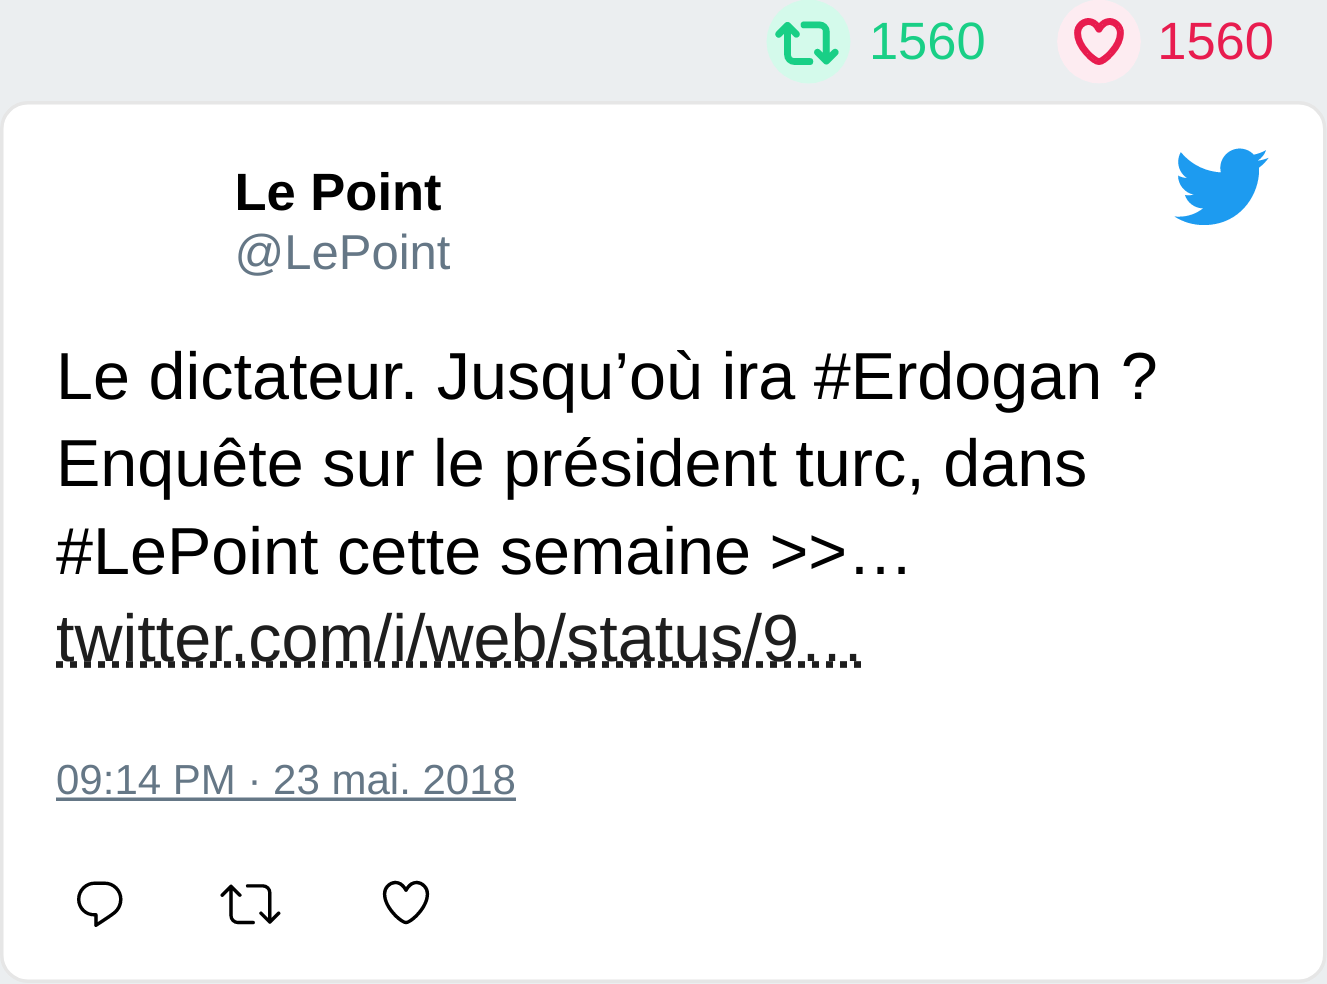 1560 1560
Le Point
@LePoint
Le dictateur. Jusqu’où ira #Erdogan ?
Enquête sur le président turc, dans
#LePoint cette semaine >>…
twitter.com/i/web/status/9…
09:14 PM · 23 mai. 2018